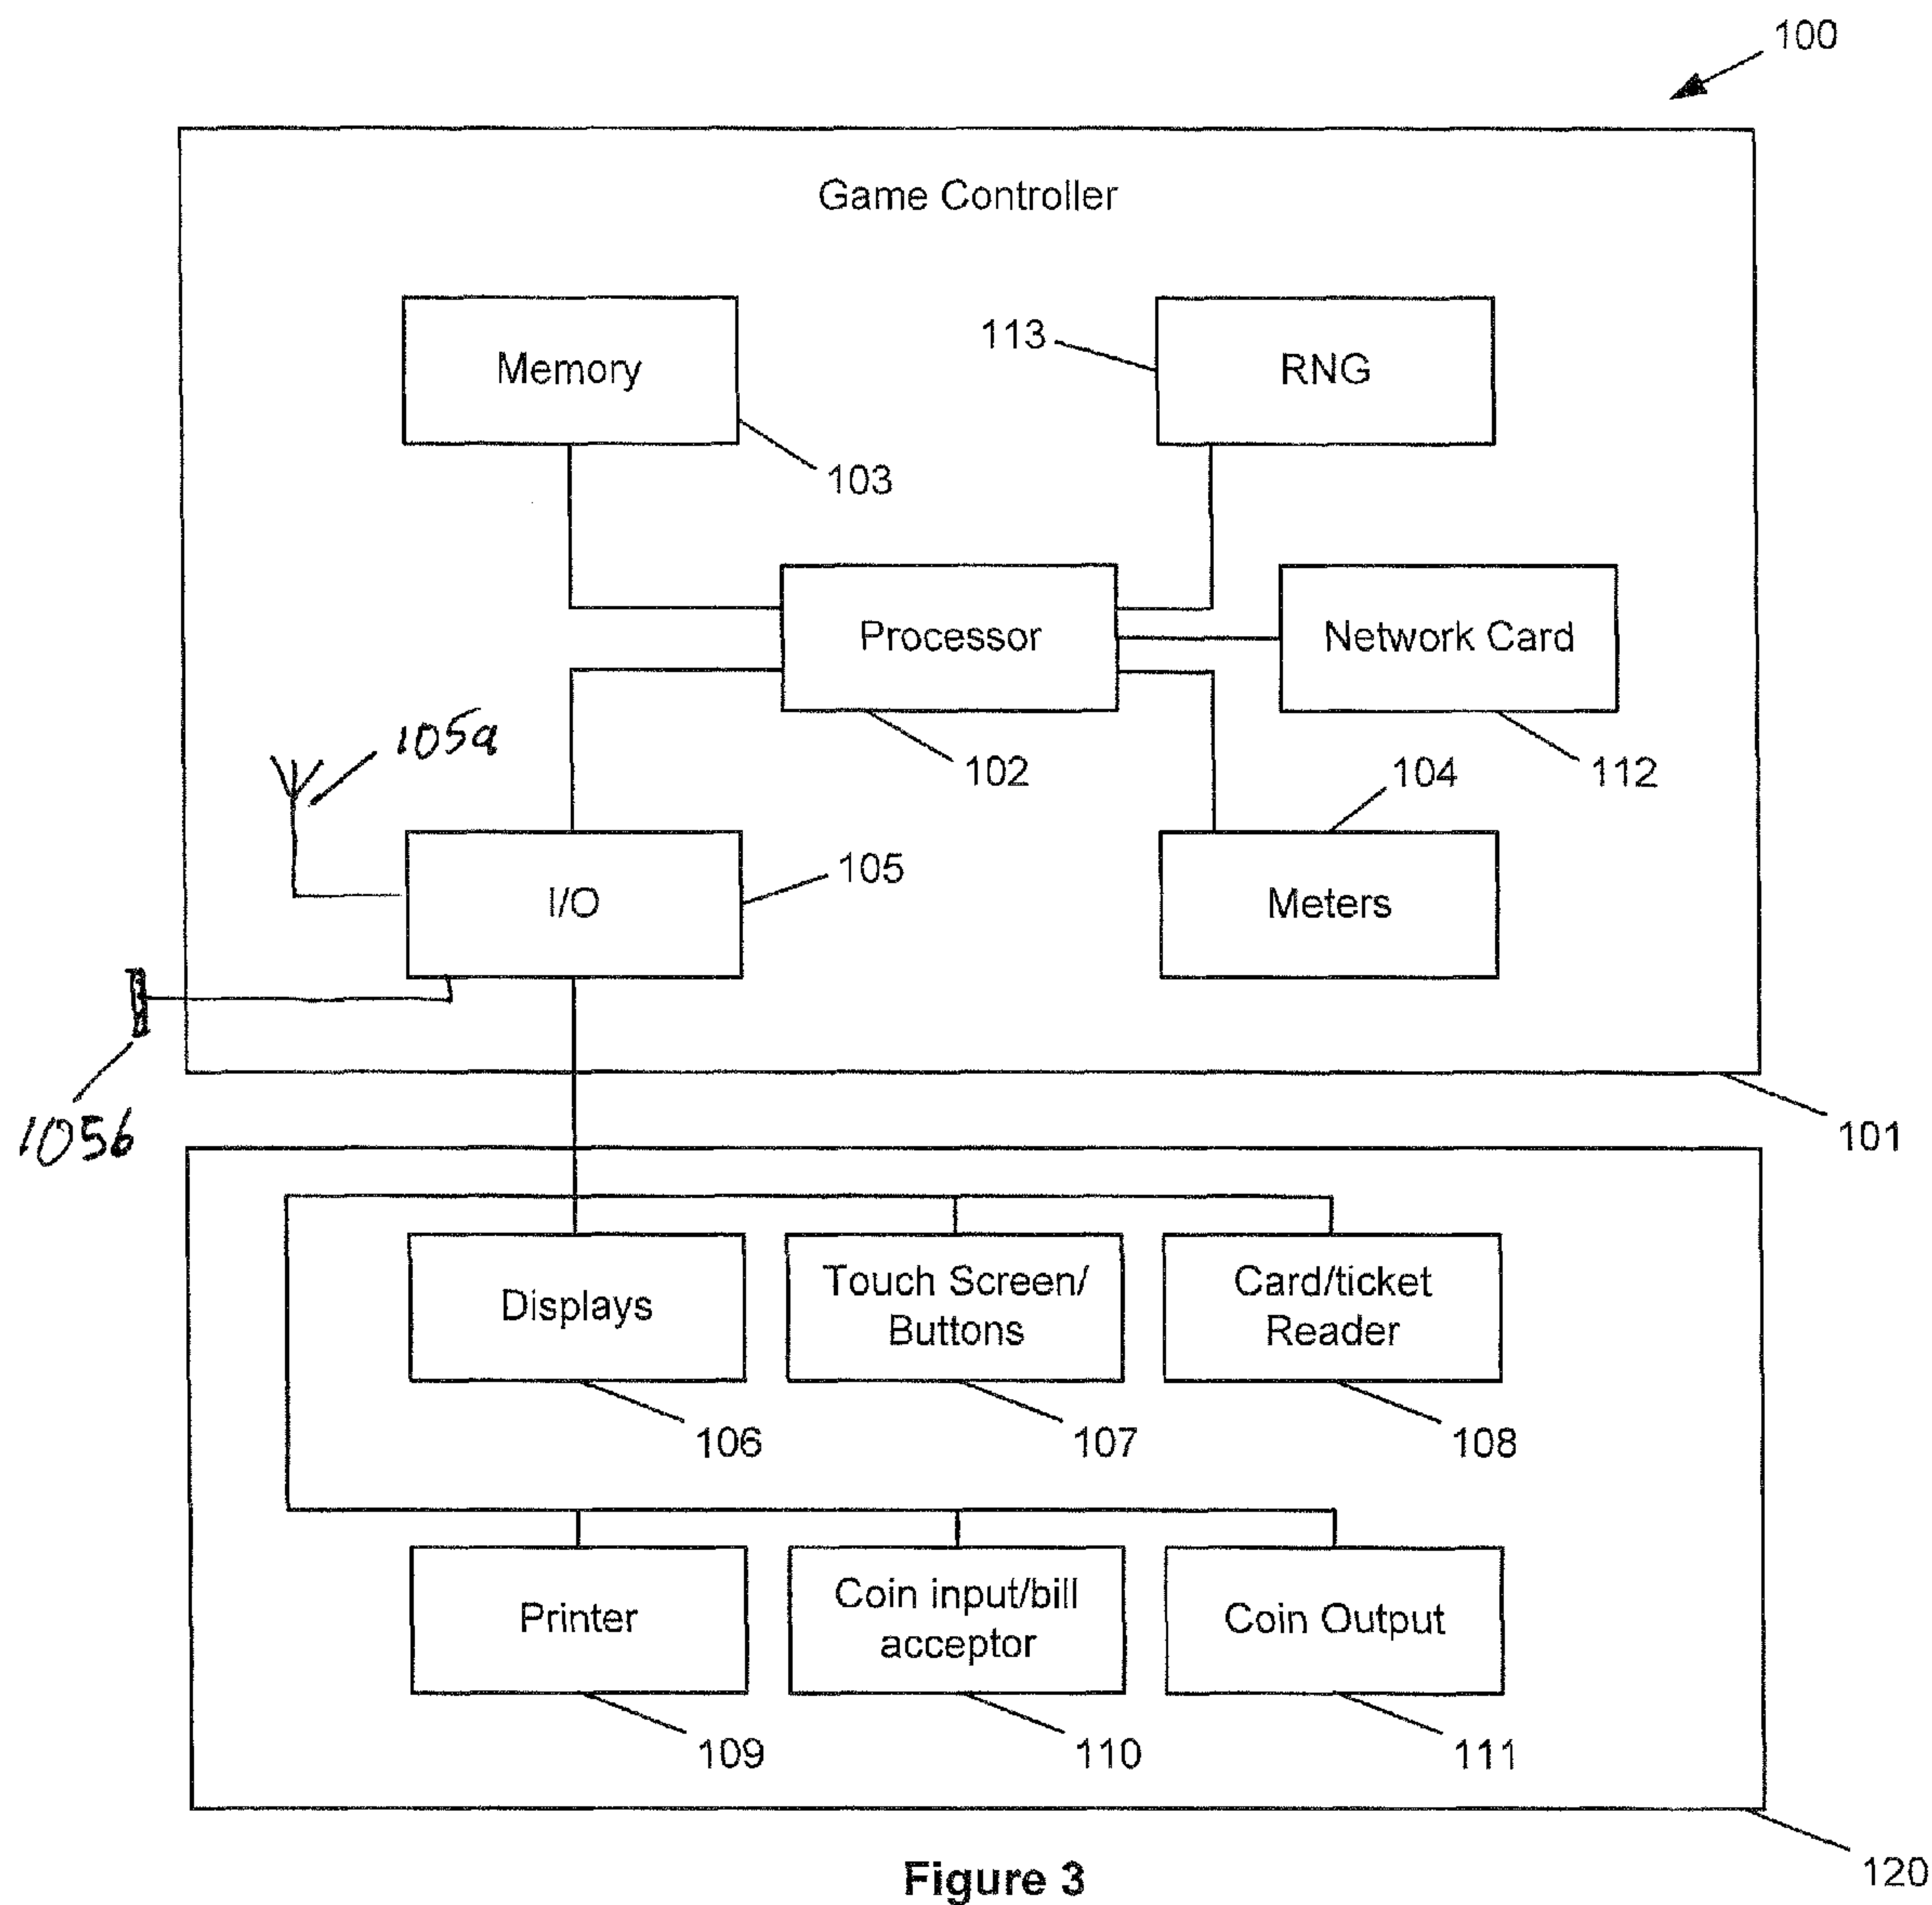 100
Game Controller
Memory
113
RNG
103
Processor
Network Card
105a
102
104
112
I/O
105
Meters
105b
101
Displays
Touch Screen/
Buttons
Card/ticket
Reader
106
107
108
Printer
Coin input/bill
acceptor
Coin Output
109
110
111
120
Figure 3